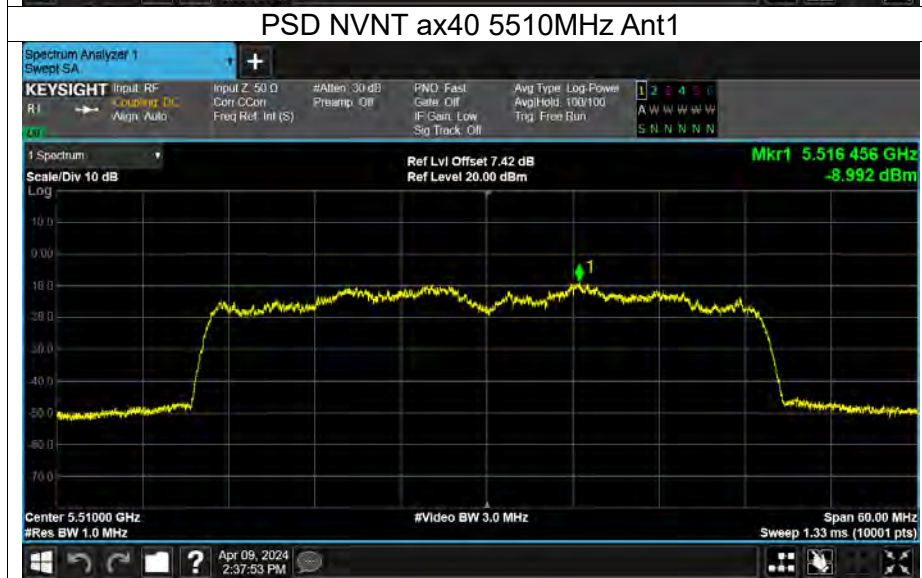 PSD NVNT ax40 5510MHz Ant1
Spectrum Analyzer 1
Swept SA
+
KEYSIGHT Input: RF
Coupling: DC
Align: Auto
Input Z: 50 Ω
Corr CCorr
Freq Ref: Int (S)
#Atten: 30 dB
Preamp: Off
PNO: Fast
Gate: Off
IF Gain: Low
Sig Track: Off
Avg Type: Log-Power
Avg|Hold: 100/100
Trig: Free Run
1 2 3 4 5 6
A W W W W W
S N N N N N
1 Spectrum
Scale/Div 10 dB
Log
Ref Lvl Offset 7.42 dB
Ref Level 20.00 dBm
Mkr1 5.516 456 GHz
-8.992 dBm
10.0
0.00
-10.0
-20.0
-30.0
-40.0
-50.0
-60.0
-70.0
1
Center 5.51000 GHz
#Res BW 1.0 MHz
#Video BW 3.0 MHz
Span 60.00 MHz
Sweep 1.33 ms (10001 pts)
?
Apr 09, 2024
2:37:53 PM